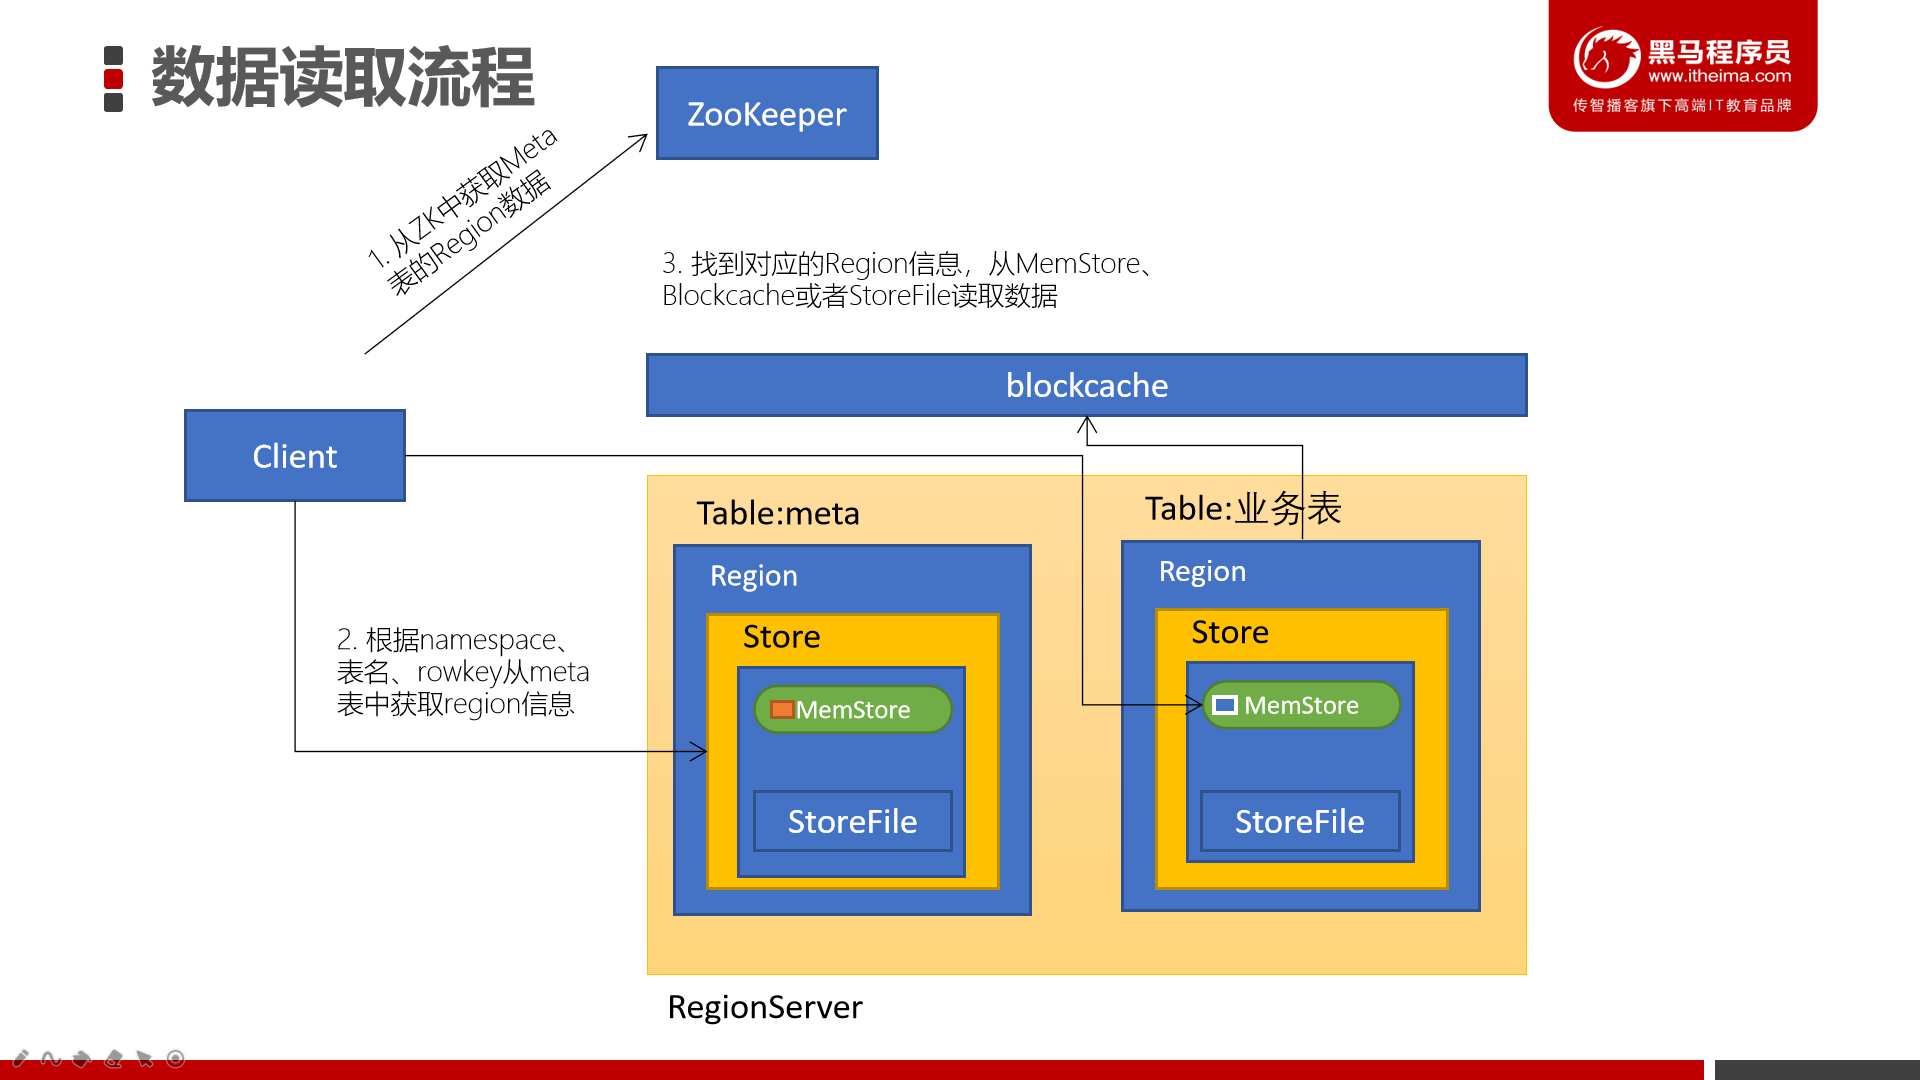 数据读取流程
黑马程序员
www.itheima.com
传智播客旗下高端IT教育品牌
ZooKeeper
1. 从ZK中获取Meta
表的Region数据
3. 找到对应的Region信息，从MemStore、
Blockcache或者StoreFile读取数据
blockcache
Client
Table:meta
Table:业务表
Region
Region
Store
Store
2. 根据namespace、
表名、rowkey从meta
表中获取region信息
MemStore
MemStore
StoreFile
StoreFile
RegionServer